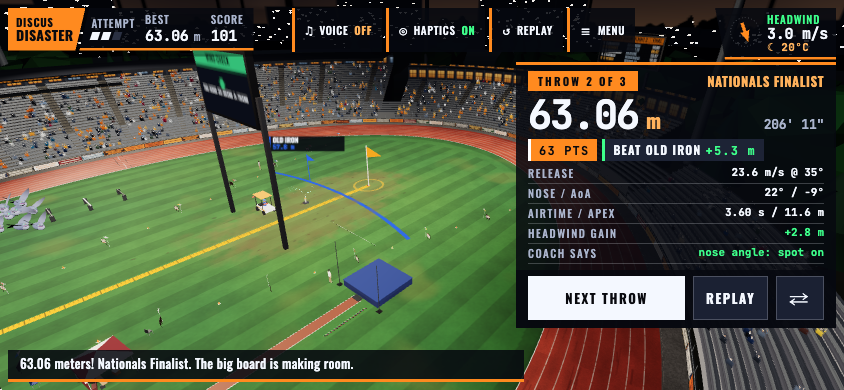 DISCUS
DISASTER
ATTEMPT
BEST
63.06 m
SCORE
101
♫ VOICE OFF
◎ HAPTICS ON
↺ REPLAY
≡ MENU
HEADWIND
3.0 m/s
☾ 20°C
THROW 2 OF 3
NATIONALS FINALIST
63.06 m
206' 11"
63 PTS
BEAT OLD IRON +5.3 m
RELEASE
23.6 m/s @ 35°
NOSE / AoA
22° / -9°
AIRTIME / APEX
3.60 s / 11.6 m
HEADWIND GAIN
+2.8 m
COACH SAYS
nose angle: spot on
NEXT THROW
REPLAY
OLD IRON
63.06 meters! Nationals Finalist. The big board is making room.